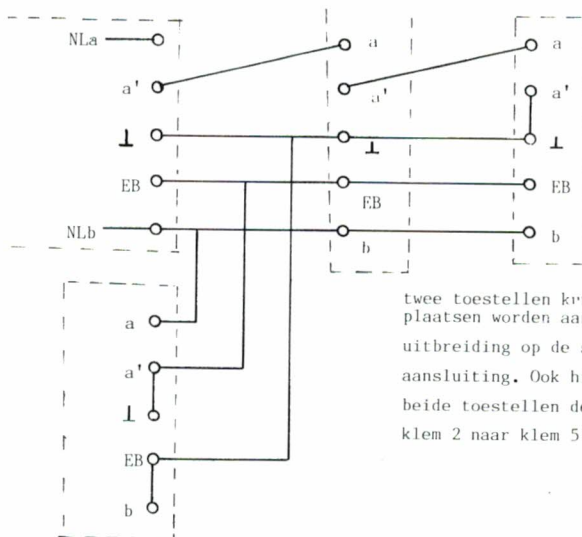 NLa
a'
⊥
EB
NLb
a
a'
⊥
EB
b
a
a'
⊥
EB
b
a
a'
⊥
EB
b
twee toestellen
plaatsen worden
uitbreiding op de
aansluiting. Ook
beide toestellen
klem 2 naar klem 5